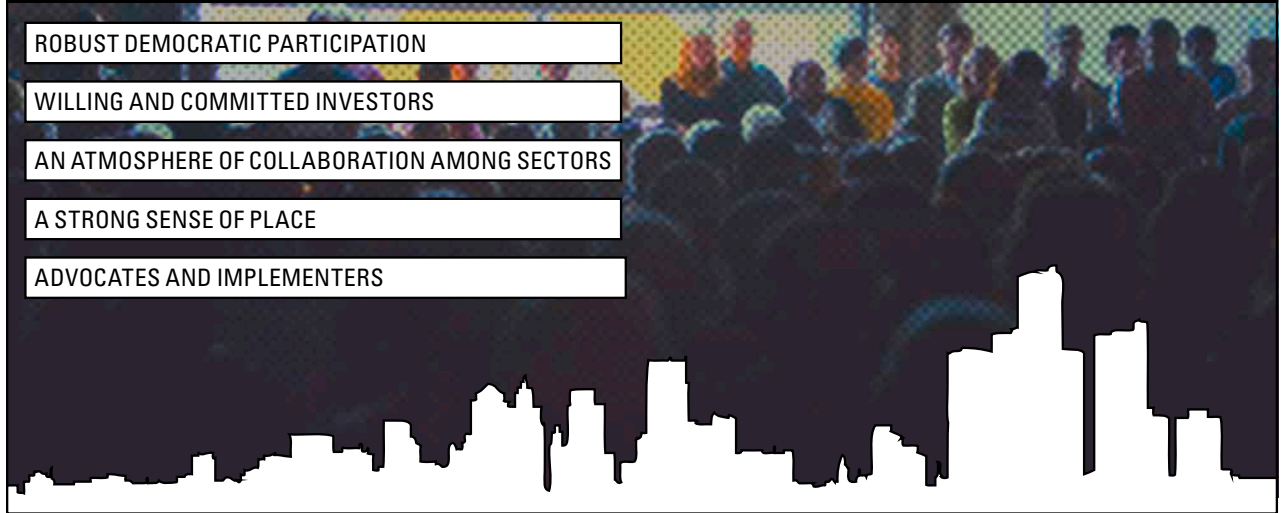 ROBUST DEMOCRATIC PARTICIPATION
WILLING AND COMMITTED INVESTORS
AN ATMOSPHERE OF COLLABORATION AMONG SECTORS
A STRONG SENSE OF PLACE
ADVOCATES AND IMPLEMENTERS